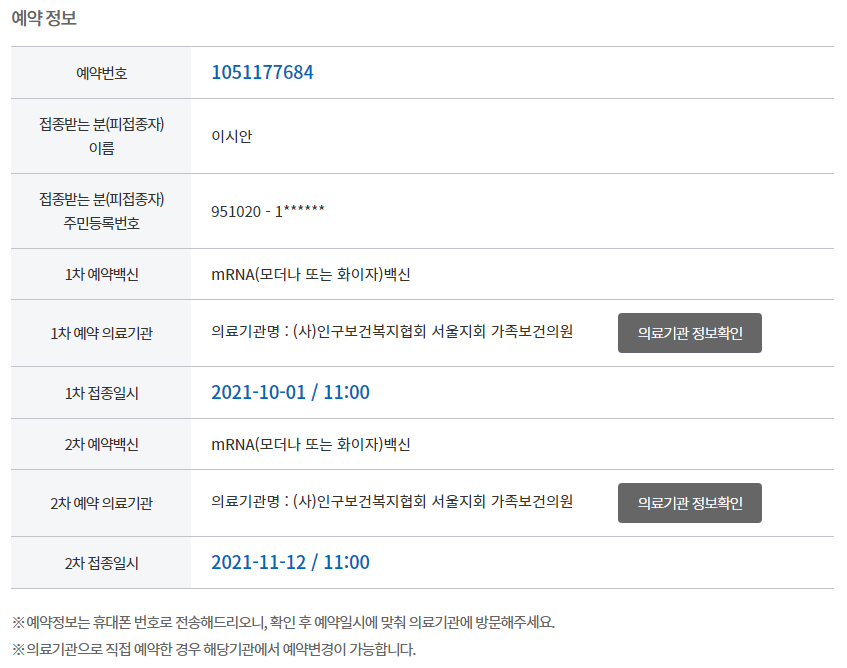 예약 정보
예약번호
1051177684
접종받는 분(피접종자)
이름
이시안
접종받는 분(피접종자)
주민등록번호
951020 - 1******
1차 예약백신
mRNA(모더나 또는 화이자)백신
1차 예약 의료기관
의료기관명 : (사)인구보건복지협회 서울지회 가족보건의원
의료기관 정보확인
1차 접종일시
2021-10-01 / 11:00
2차 예약백신
mRNA(모더나 또는 화이자)백신
2차 예약 의료기관
의료기관명 : (사)인구보건복지협회 서울지회 가족보건의원
의료기관 정보확인
2차 접종일시
2021-11-12 / 11:00
※예약정보는 휴대폰 번호로 전송해드리오니, 확인 후 예약일시에 맞춰 의료기관에 방문해주세요.
※의료기관으로 직접 예약한 경우 해당기관에서 예약변경이 가능합니다.